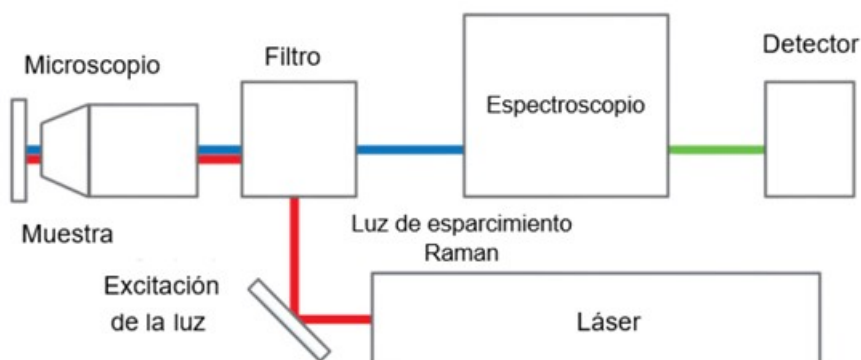 Microscopio
Filtro
Espectroscopio
Detector
Muestra
Luz de esparcimiento
Raman
Excitación
de la luz
Láser